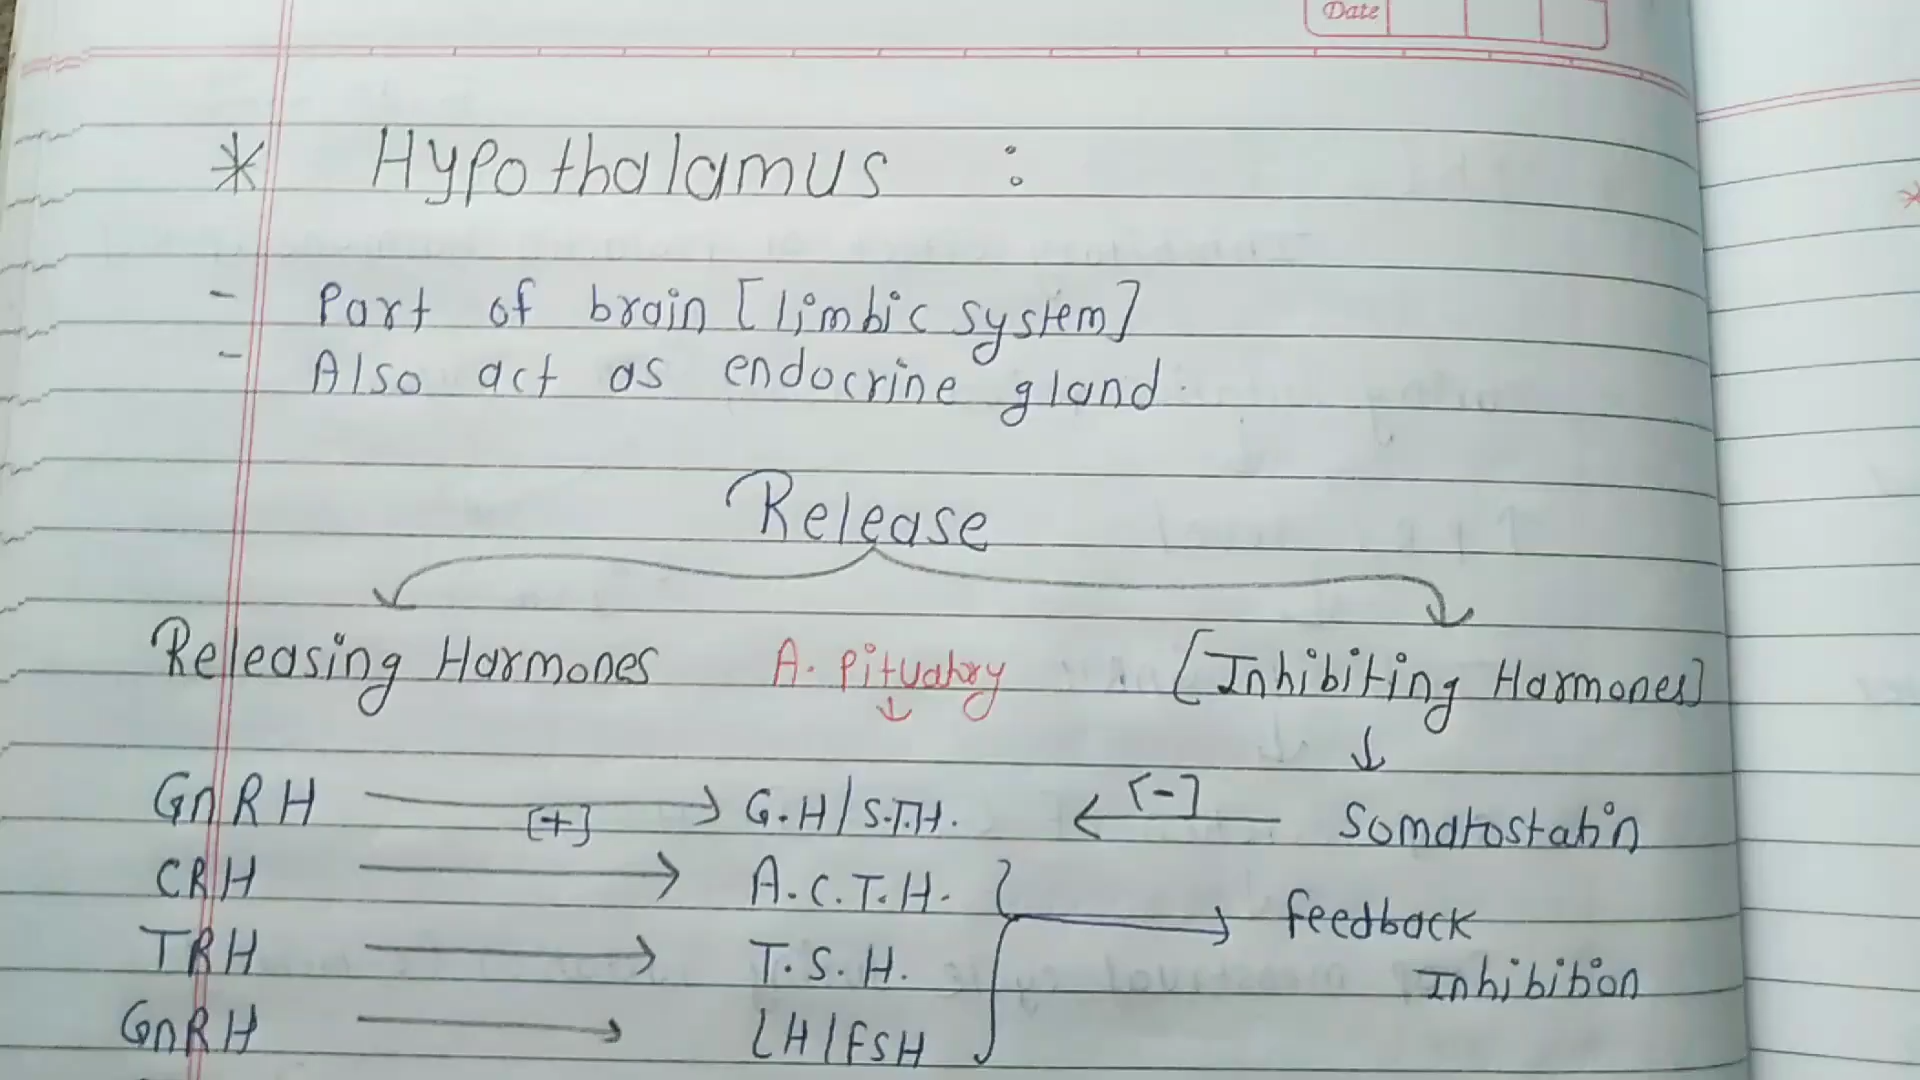 Date
* Hypothalamus :
- Part of brain [limbic system]
- Also act as endocrine gland.
Release
Releasing Harmones A. Pituatory [Inhibiting Harmones]
↓ ↓
GnRH → [+] G.H/S.T.H. ← [-] Somatostatin
CRH → A.C.T.H. → feedback
TRH → T.S.H. Inhibition
GnRH → LH/FSH